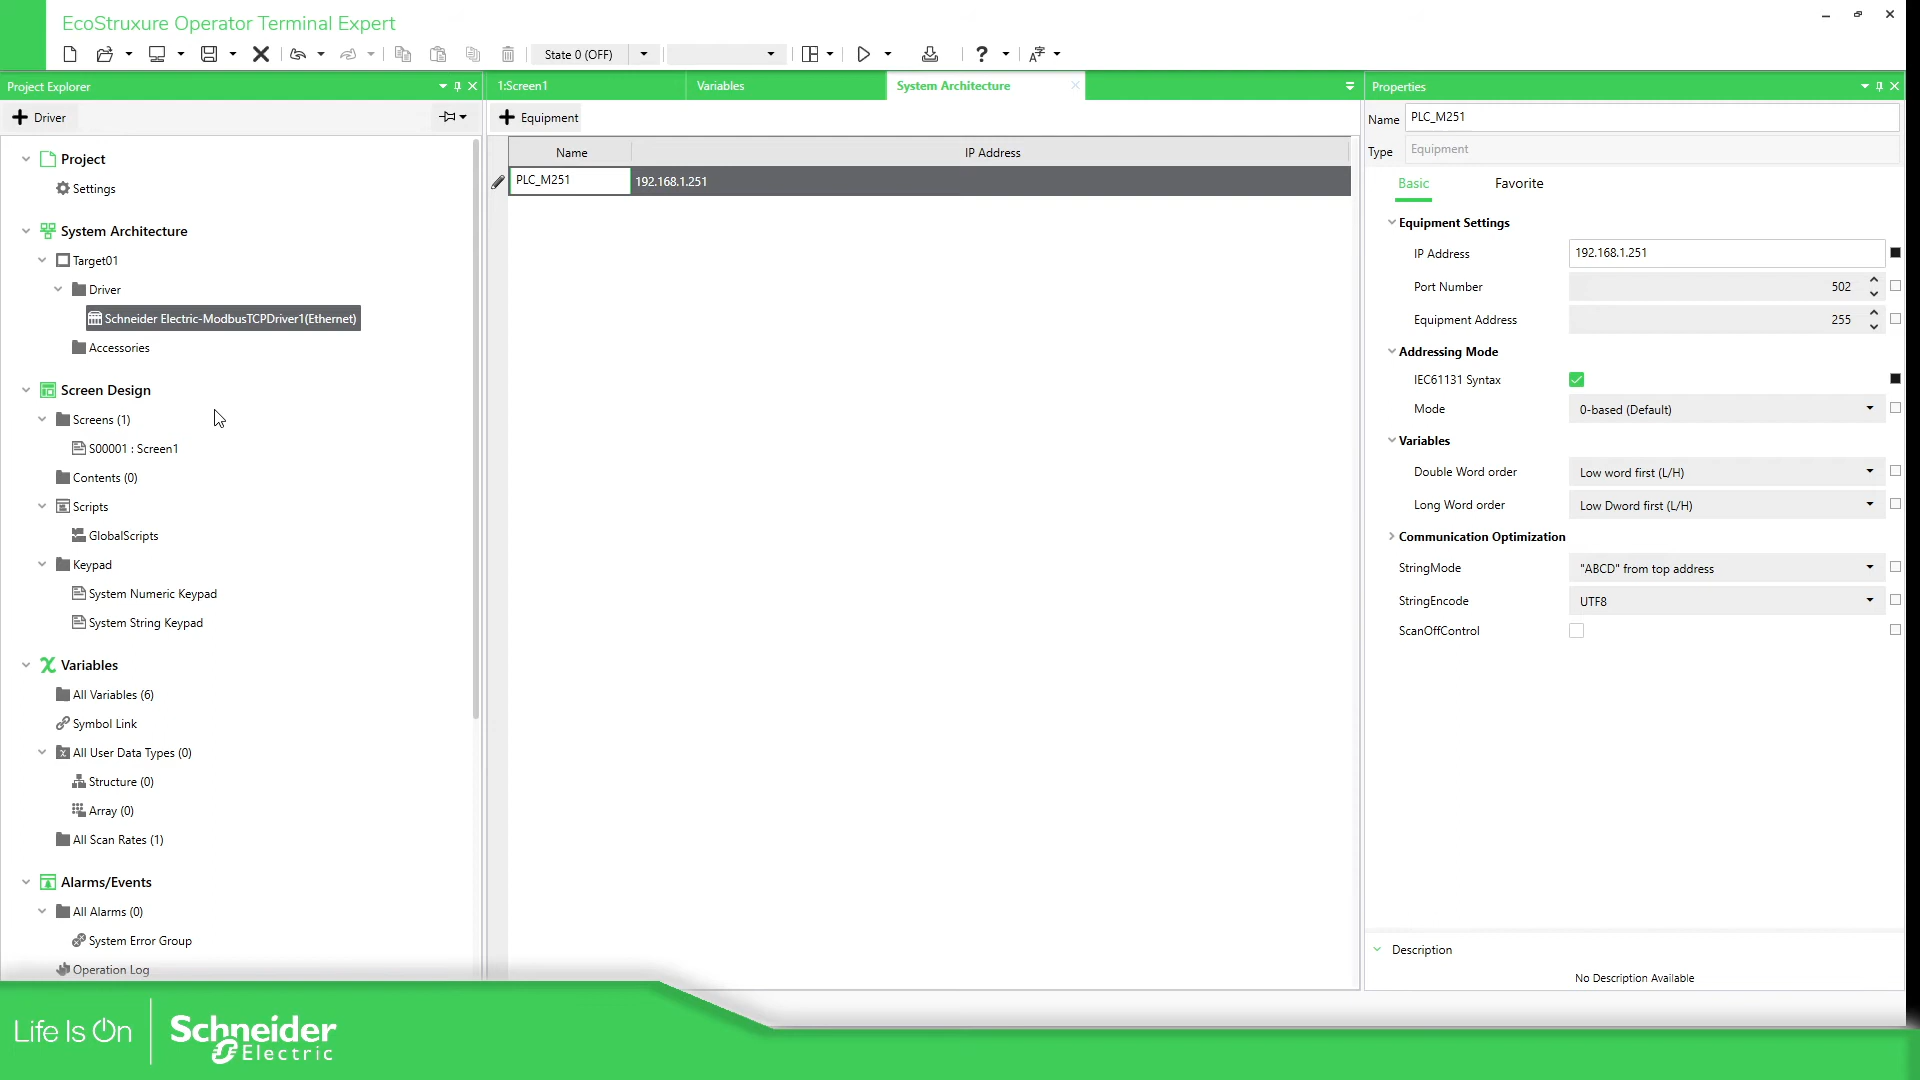 EcoStruxure Operator Terminal Expert
State 0 (OFF)
Project Explorer
Driver
Project
Settings
System Architecture
Target01
Driver
Schneider Electric-ModbusTCPDriver1(Ethernet)
Accessories
Screen Design
Screens (1)
S00001 : Screen1
Contents (0)
Scripts
GlobalScripts
Keypad
System Numeric Keypad
System String Keypad
Variables
All Variables (6)
Symbol Link
All User Data Types (0)
Structure (0)
Array (0)
All Scan Rates (1)
Alarms/Events
All Alarms (0)
System Error Group
Operation Log
1:Screen1
Variables
System Architecture
Equipment
Name
IP Address
PLC_M251
192.168.1.251
Properties
Name
PLC_M251
Type
Equipment
Basic
Favorite
Equipment Settings
IP Address
192.168.1.251
Port Number
502
Equipment Address
255
Addressing Mode
IEC61131 Syntax
Mode
0-based (Default)
Variables
Double Word order
Low word first (L/H)
Long Word order
Low Dword first (L/H)
Communication Optimization
StringMode
"ABCD" from top address
StringEncode
UTF8
ScanOffControl
Description
No Description Available
Life Is On
Schneider
Electric